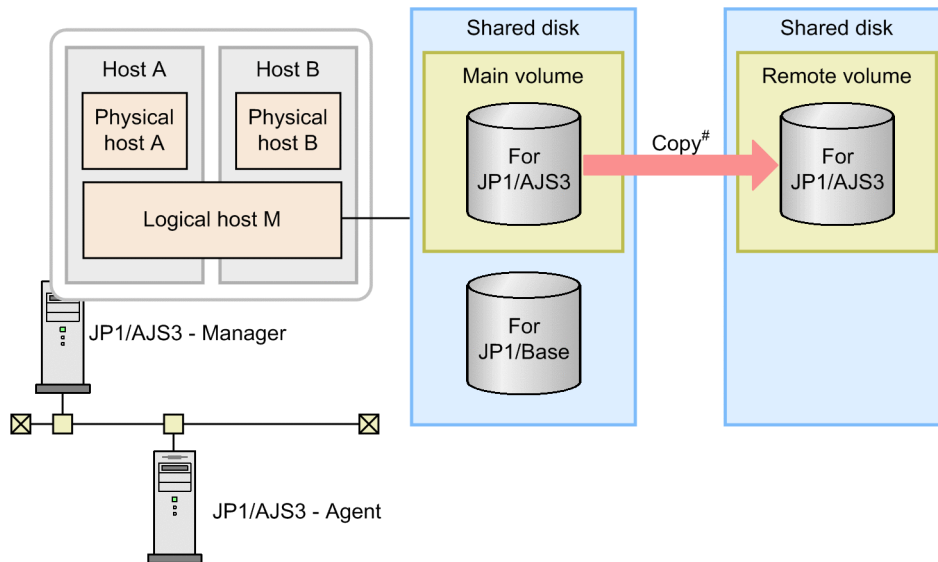 Host A
Host B
Physical
host A
Physical
host B
Logical host M
Shared disk
Main volume
For
JP1/AJS3
Copy#
Shared disk
Remote volume
For
JP1/AJS3
For
JP1/Base
JP1/AJS3 - Manager
JP1/AJS3 - Agent